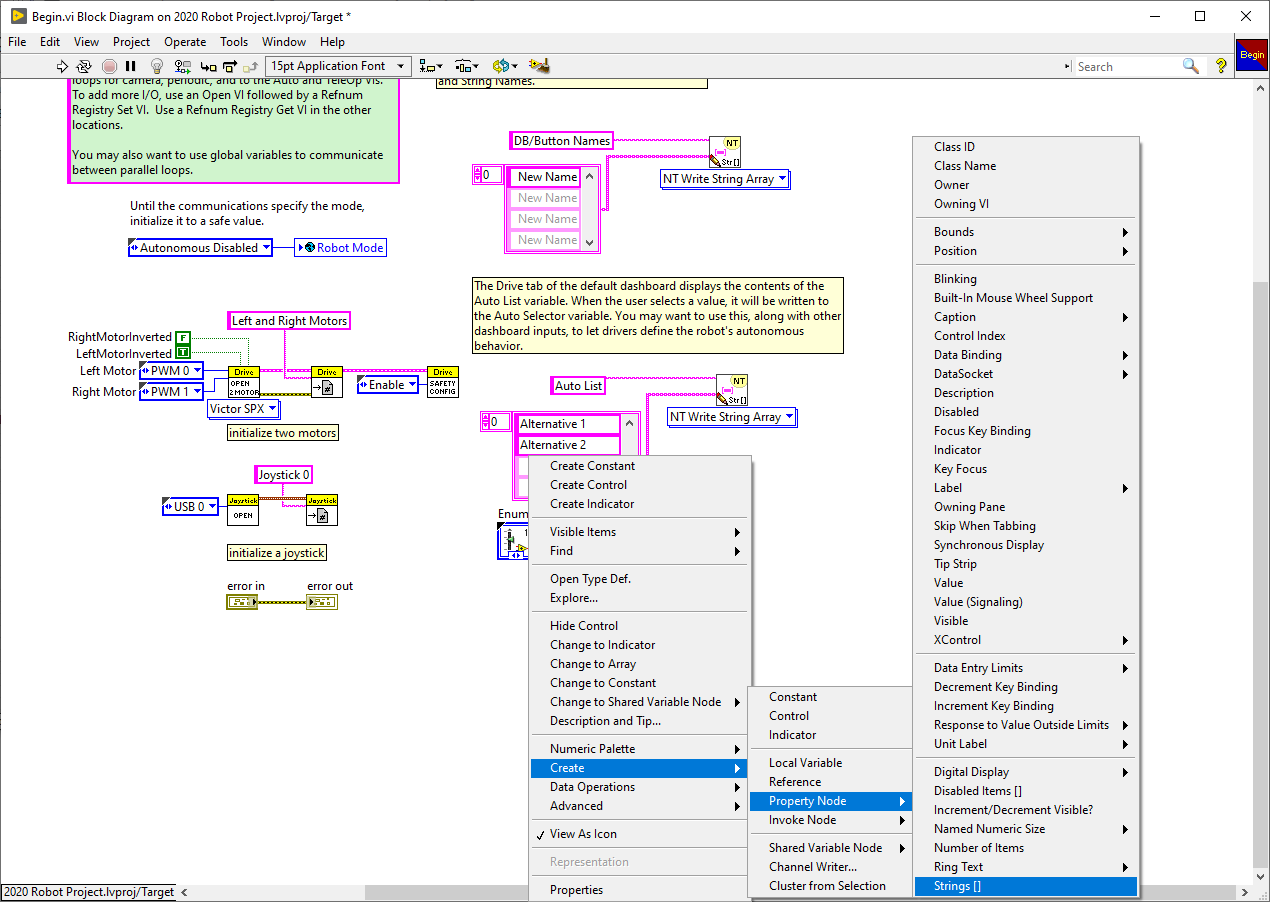 Begin.vi Block Diagram on 2020 Robot Project.lvproj/Target *
File Edit View Project Operate Tools Window Help
15pt Application Font
Search
Begin
loops for camera, periodic, and to the Auto and TeleOp VIs.
To add more I/O, use an Open VI followed by a Refnum
Registry Set VI. Use a Refnum Registry Get VI in the other
locations.
You may also want to use global variables to communicate
between parallel loops.
and String Names.
Until the communications specify the mode,
initialize it to a safe value.
Autonomous Disabled
Robot Mode
DB/Button Names
NT
Str[]
NT Write String Array
0
New Name
New Name
New Name
New Name
The Drive tab of the default dashboard displays the contents of the
Auto List variable. When the user selects a value, it will be written to
the Auto Selector variable. You may want to use this, along with other
dashboard inputs, to let drivers define the robot's autonomous
behavior.
Left and Right Motors
RightMotorInverted
F
LeftMotorInverted
T
Left Motor
PWM 0
Right Motor
PWM 1
Drive
OPEN
2 MOTOR
Drive
Enable
Drive
SAFETY
CONFIG
Victor SPX
initialize two motors
Auto List
NT
Str[]
NT Write String Array
0
Alternative 1
Alternative 2
Enum
1
Joystick 0
USB 0
Joystick
OPEN
Joystick
initialize a joystick
error in
error out
Create Constant
Create Control
Create Indicator
Visible Items
Find
Open Type Def.
Explore...
Hide Control
Change to Indicator
Change to Array
Change to Constant
Change to Shared Variable Node
Description and Tip...
Numeric Palette
Create
Data Operations
Advanced
View As Icon
Representation
Properties
Constant
Control
Indicator
Local Variable
Reference
Property Node
Invoke Node
Shared Variable Node
Channel Writer...
Cluster from Selection
Class ID
Class Name
Owner
Owning VI
Bounds
Position
Blinking
Built-In Mouse Wheel Support
Caption
Control Index
Data Binding
DataSocket
Description
Disabled
Focus Key Binding
Indicator
Key Focus
Label
Owning Pane
Skip When Tabbing
Synchronous Display
Tip Strip
Value
Value (Signaling)
Visible
XControl
Data Entry Limits
Decrement Key Binding
Increment Key Binding
Response to Value Outside Limits
Unit Label
Digital Display
Disabled Items []
Increment/Decrement Visible?
Named Numeric Size
Number of Items
Ring Text
Strings []
2020 Robot Project.lvproj/Target